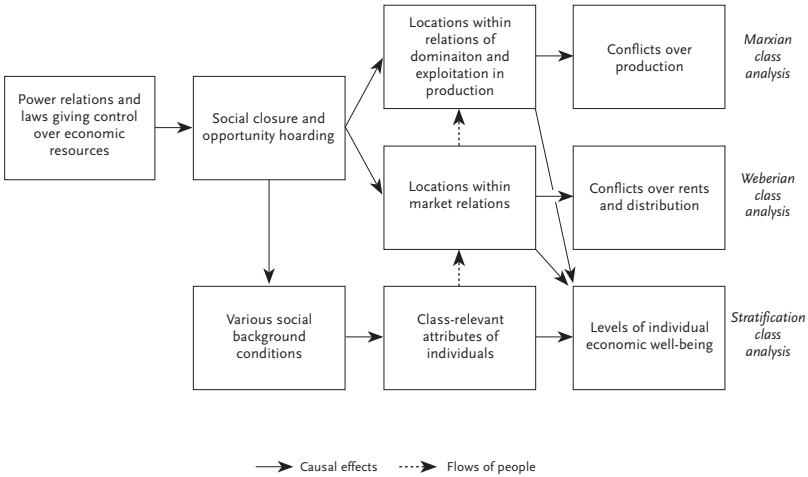 Power relations and
laws giving control
over economic
resources
Social closure and
opportunity hoarding
Locations within
relations of
dominaiton and
exploitation in
production
Conflicts over
production
Marxian
class
analysis
Locations within
market relations
Conflicts over rents
and distribution
Weberian
class
analysis
Various social
background
conditions
Class-relevant
attributes of
individuals
Levels of individual
economic well-being
Stratification
class
analysis
Causal effects
Flows of people